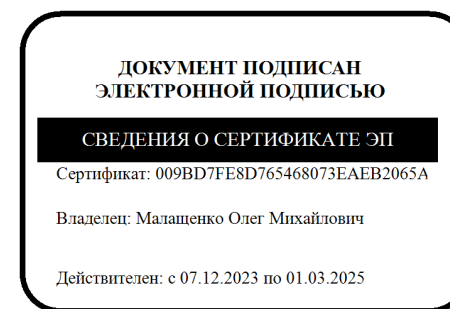 ДОКУМЕНТ ПОДПИСАН
ЭЛЕКТРОННОЙ ПОДПИСЬЮ
СВЕДЕНИЯ О СЕРТИФИКАТЕ ЭП
Сертификат: 009BD7FE8D765468073EAEB2065A
Владелец: Малащенко Олег Михайлович
Действителен: с 07.12.2023 по 01.03.2025